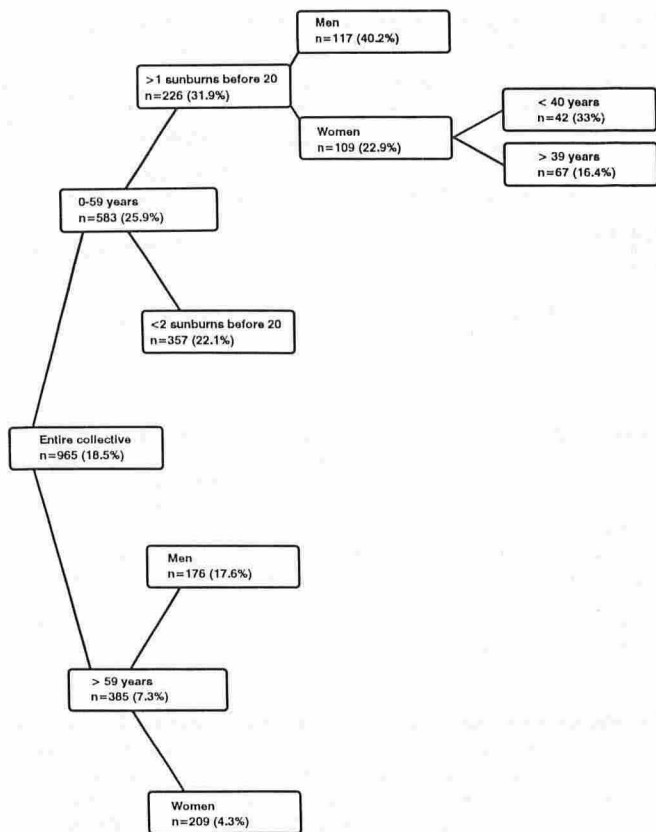 Men
n=117 (40.2%)
>1 sunburns before 20
n=226 (31.9%)
< 40 years
n=42 (33%)
Women
n=109 (22.9%)
> 39 years
n=67 (16.4%)
0-59 years
n=583 (25.9%)
<2 sunburns before 20
n=357 (22.1%)
Entire collective
n=965 (18.5%)
Men
n=176 (17.6%)
> 59 years
n=385 (7.3%)
Women
n=209 (4.3%)